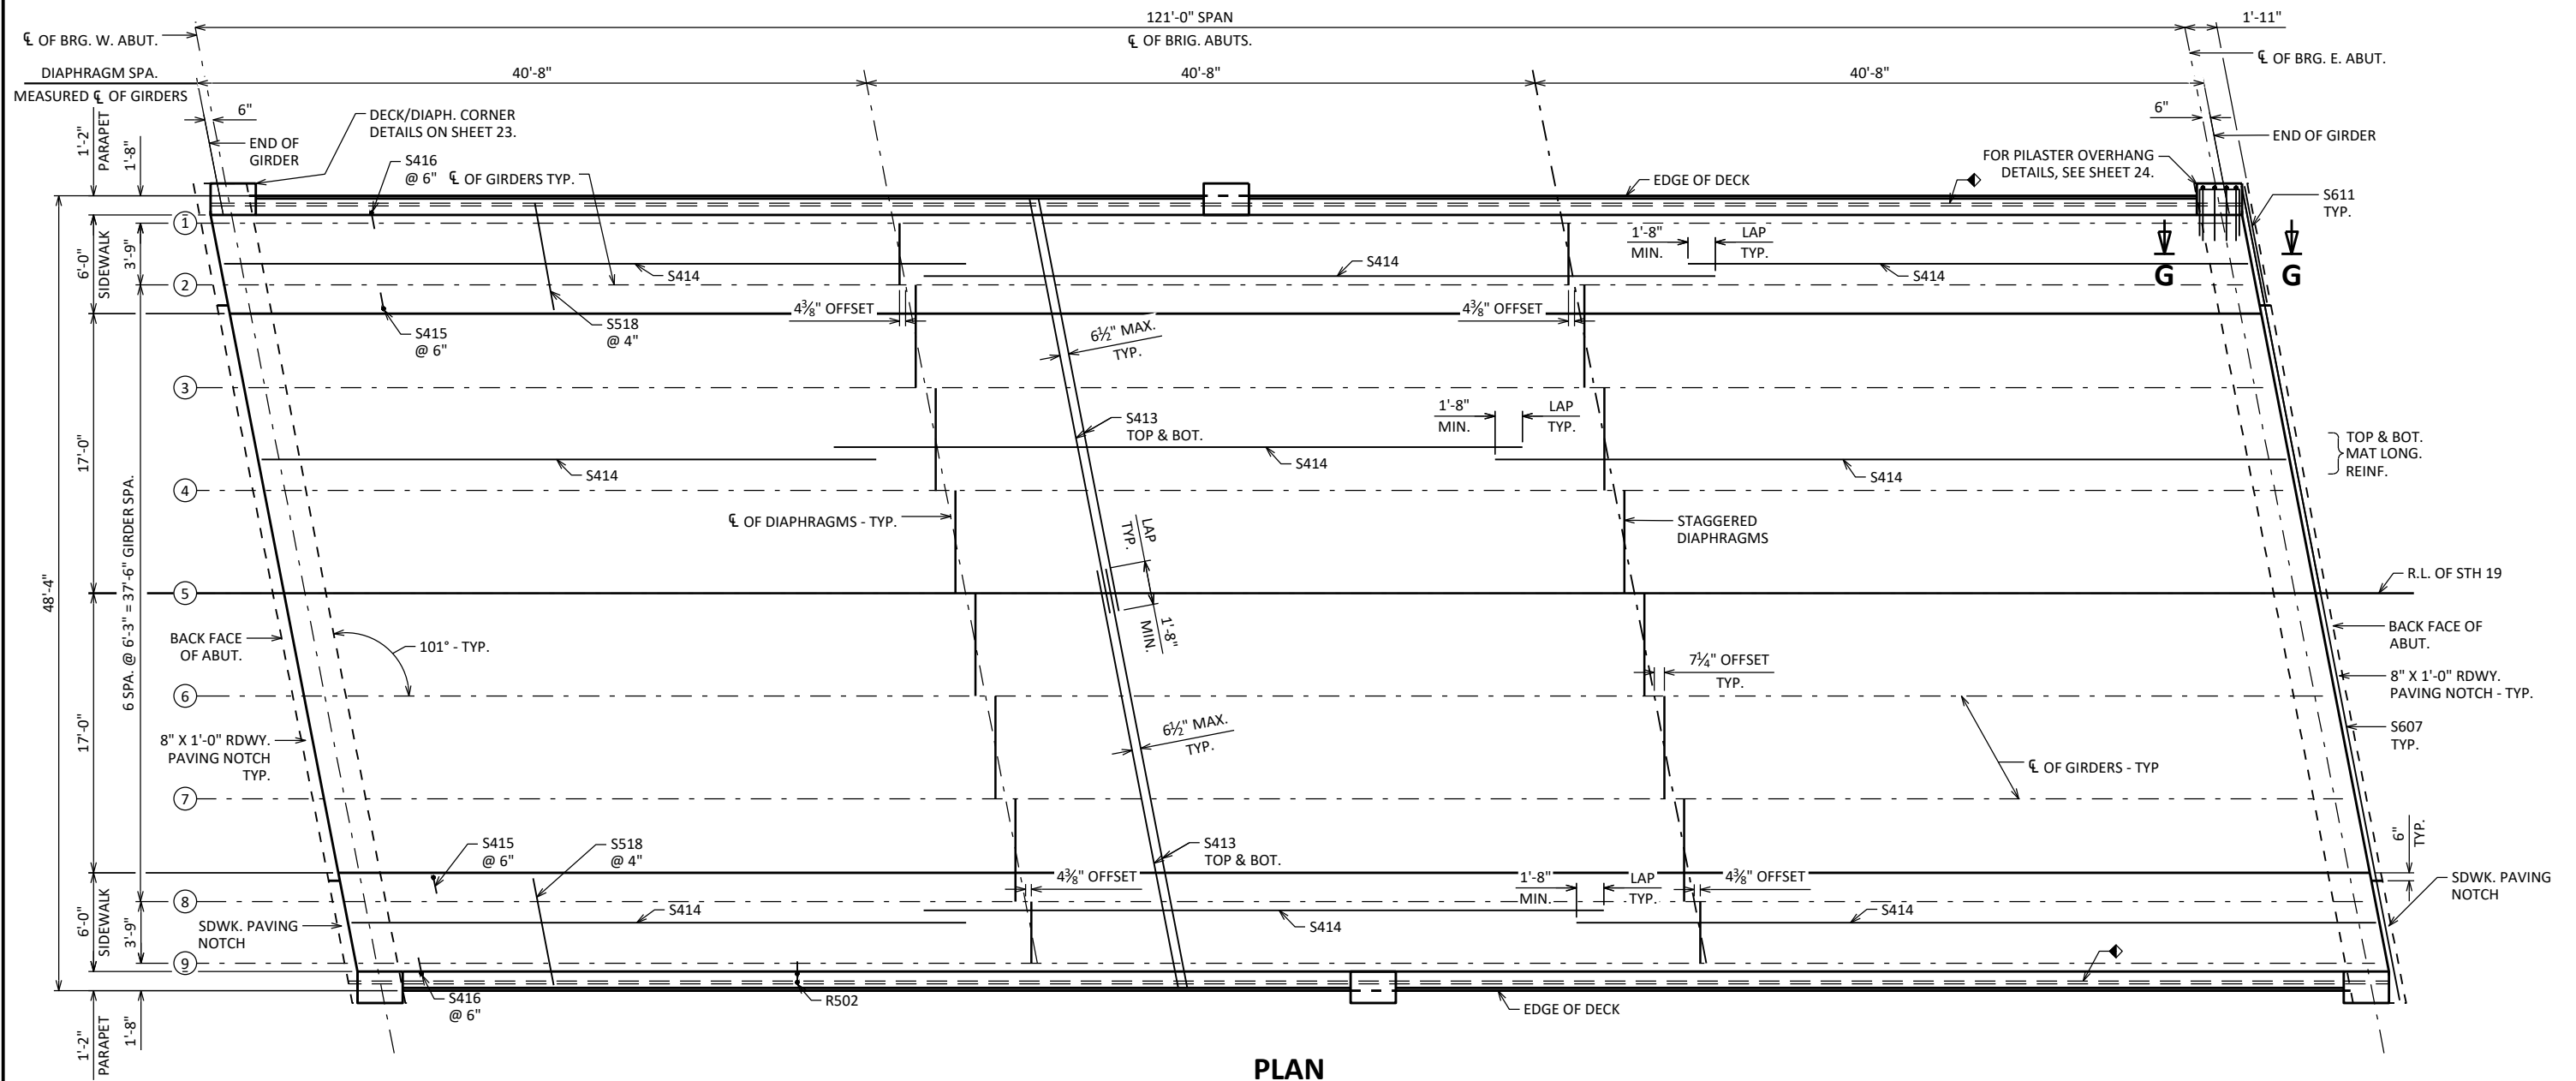 121'-0" SPAN
℄ OF BRIG. ABUTS.
1'-11"
℄ OF BRG. W. ABUT.
℄ OF BRG. E. ABUT.
DIAPHRAGM SPA.
MEASURED ℄ OF GIRDERS
40'-8"
40'-8"
40'-8"
6"
6"
DECK/DIAPH. CORNER
DETAILS ON SHEET 23.
END OF
GIRDER
END OF GIRDER
1'-2"
PARAPET
1'-8"
S416
@ 6"
℄ OF GIRDERS TYP.
EDGE OF DECK
FOR PILASTER OVERHANG
DETAILS, SEE SHEET 24.
S611
TYP.
1
6'-0"
SIDEWALK
3'-9"
S414
S414
1'-8"
MIN.
LAP
TYP.
S414
G
G
2
4⅜" OFFSET
4⅜" OFFSET
S415
@ 6"
S518
@ 4"
6½" MAX.
TYP.
3
17'-0"
S413
TOP & BOT.
1'-8"
MIN.
LAP
TYP.
S414
S414
S414
TOP & BOT.
MAT LONG.
REINF.
4
48'-4"
6 SPA. @ 6'-3" = 37'-6" GIRDER SPA.
℄ OF DIAPHRAGMS - TYP.
LAP
TYP.
1'-8"
MIN.
STAGGERED
DIAPHRAGMS
R.L. OF STH 19
5
BACK FACE
OF ABUT.
101° - TYP.
BACK FACE OF
ABUT.
7¼" OFFSET
TYP.
8" X 1'-0" RDWY.
PAVING NOTCH - TYP.
6
17'-0"
8" X 1'-0" RDWY.
PAVING NOTCH
TYP.
6½" MAX.
TYP.
S607
TYP.
℄ OF GIRDERS - TYP
7
S415
@ 6"
S518
@ 4"
S413
TOP & BOT.
6"
TYP.
4⅜" OFFSET
1'-8"
MIN.
LAP
TYP.
4⅜" OFFSET
SDWK. PAVING
NOTCH
8
6'-0"
SIDEWALK
3'-9"
SDWK. PAVING
NOTCH
S414
S414
S414
9
S416
@ 6"
R502
EDGE OF DECK
1'-2"
PARAPET
1'-8"
PLAN